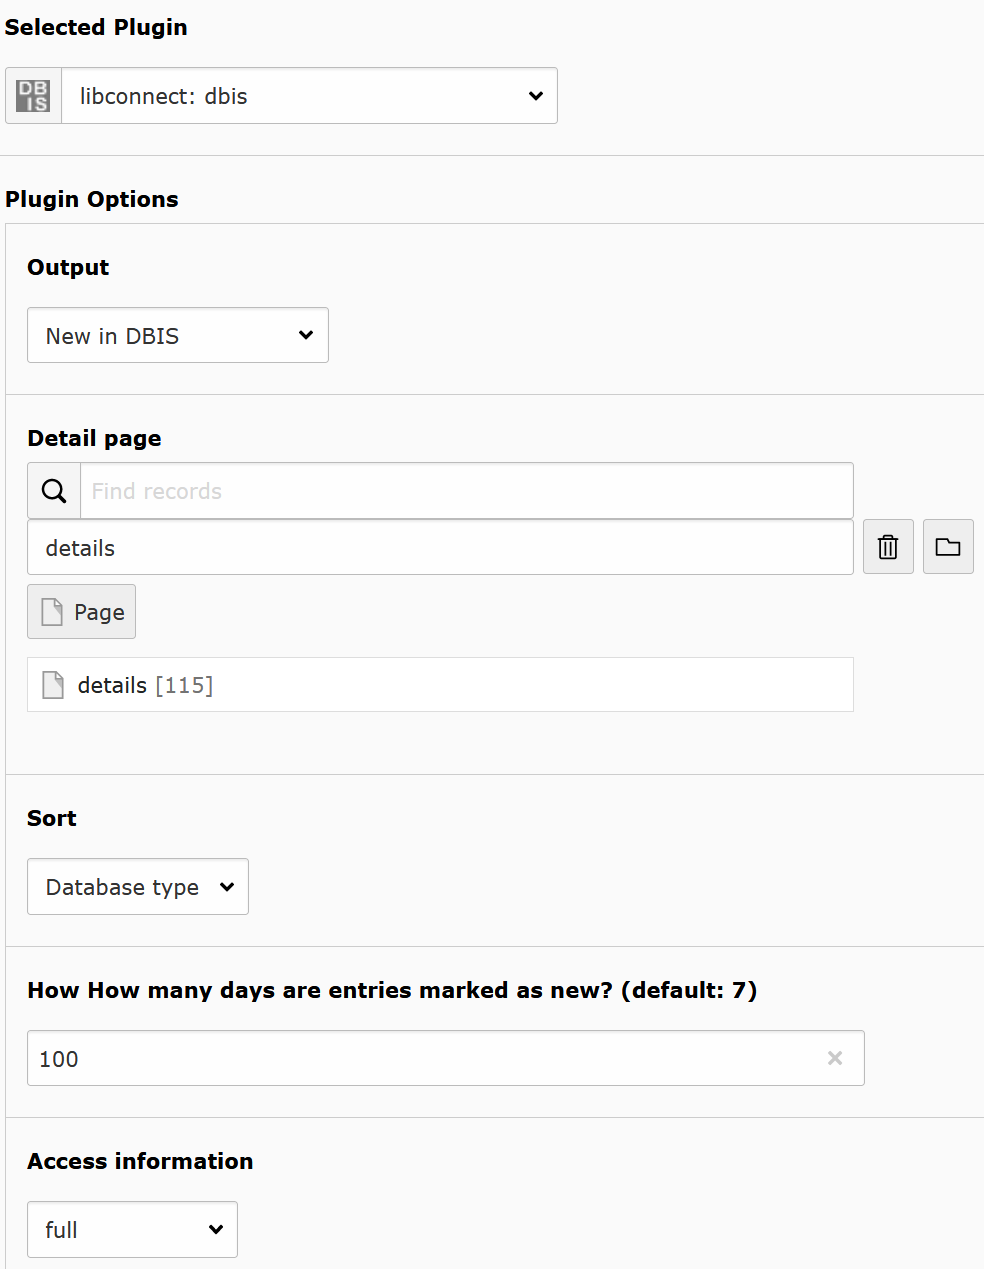 Selected Plugin
DB
IS
libconnect: dbis
Plugin Options
Output
New in DBIS
Detail page
Find records
details
Page
details [115]
Sort
Database type
How How many days are entries marked as new? (default: 7)
100
Access information
full